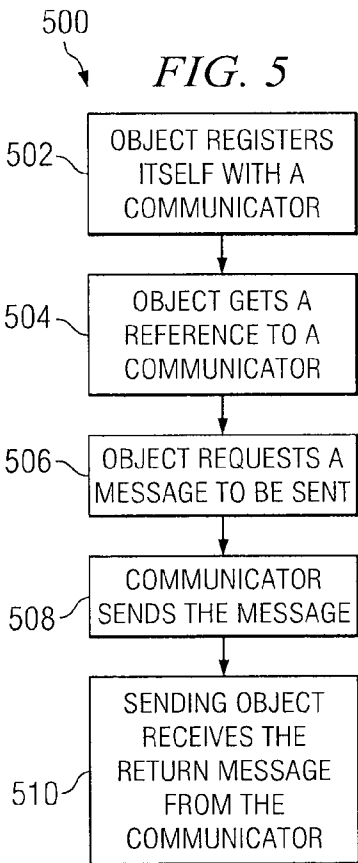 500
FIG. 5
502
OBJECT REGISTERS
ITSELF WITH A
COMMUNICATOR
504
OBJECT GETS A
REFERENCE TO A
COMMUNICATOR
506
OBJECT REQUESTS A
MESSAGE TO BE SENT
508
COMMUNICATOR
SENDS THE MESSAGE
510
SENDING OBJECT
RECEIVES THE
RETURN MESSAGE
FROM THE
COMMUNICATOR